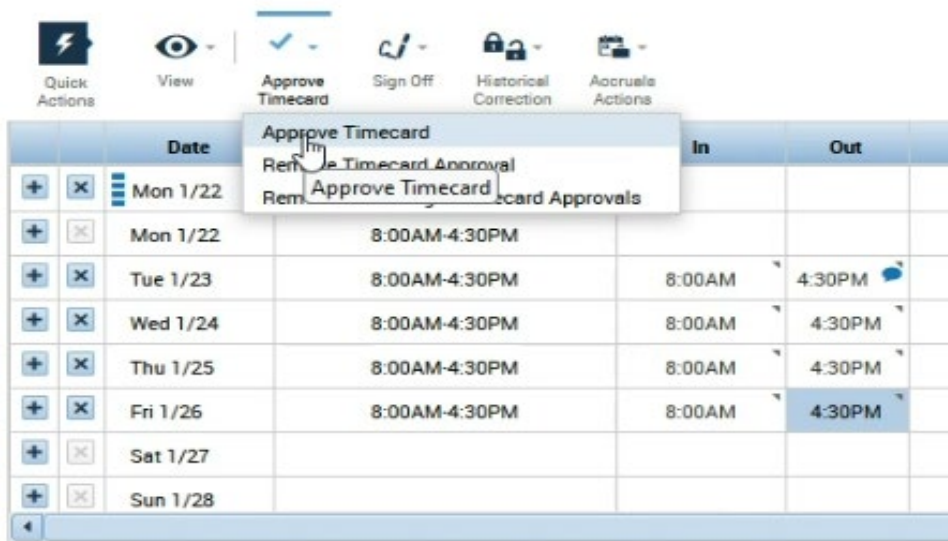 Quick Actions
View
Approve Timecard
Sign Off
Historical Correction
Accruals Actions
Approve Timecard
Timecard Approval
Approve Timecard
Approvals
Date In Out
Mon 1/22
Mon 1/22 8:00AM-4:30PM
Tue 1/23 8:00AM-4:30PM 8:00AM 4:30PM
Wed 1/24 8:00AM-4:30PM 8:00AM 4:30PM
Thu 1/25 8:00AM-4:30PM 8:00AM 4:30PM
Fri 1/26 8:00AM-4:30PM 8:00AM 4:30PM
Sat 1/27
Sun 1/28